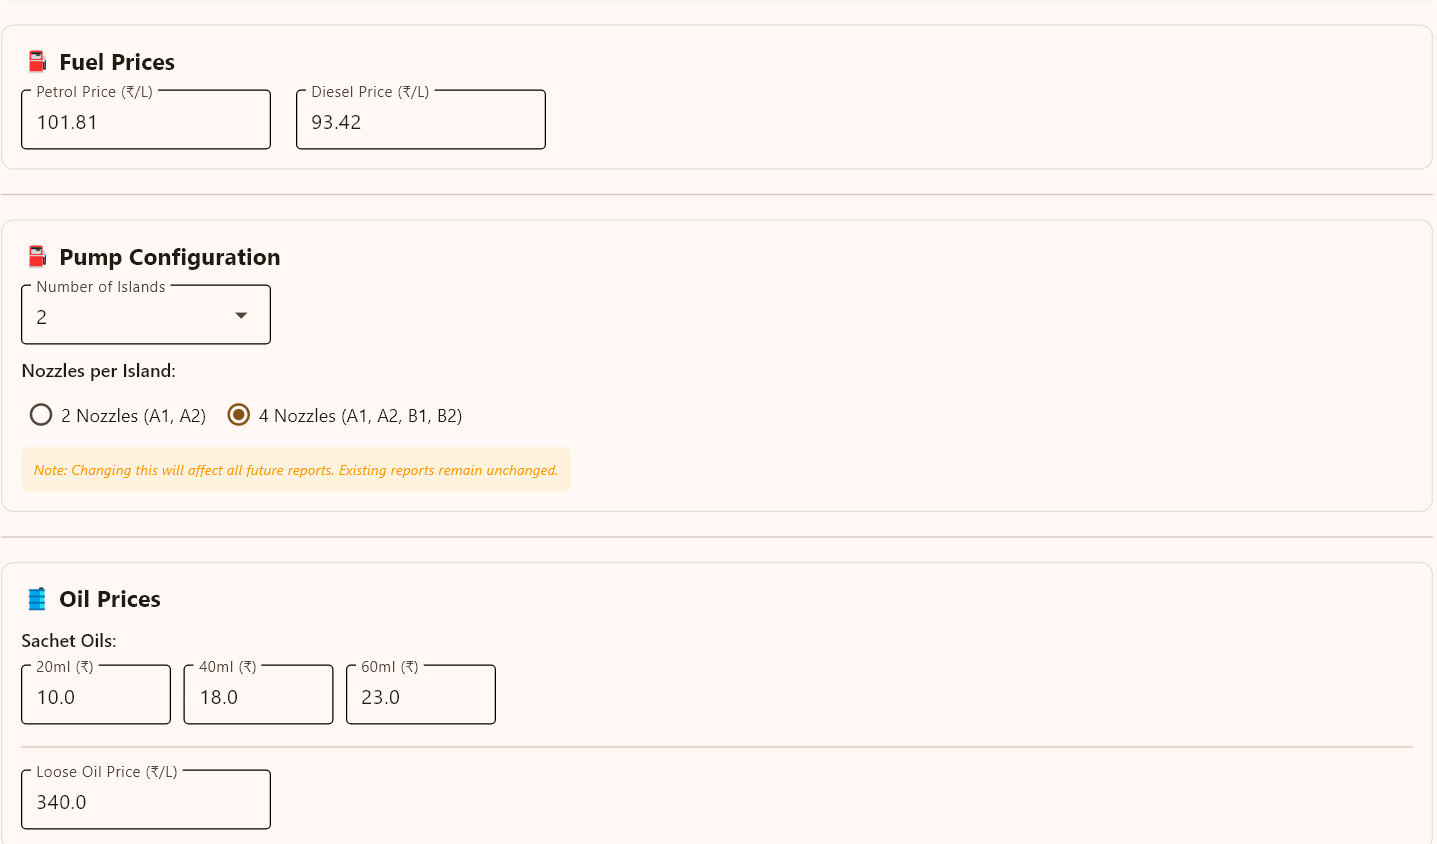 Fuel Prices
Petrol Price (₹/L) Diesel Price (₹/L)
101.81 93.42
Pump Configuration
Number of Islands
2
Nozzles per Island:
2 Nozzles (A1, A2) 4 Nozzles (A1, A2, B1, B2)
Note: Changing this will affect all future reports. Existing reports remain unchanged.
Oil Prices
Sachet Oils:
20ml (₹) 40ml (₹) 60ml (₹)
10.0 18.0 23.0
Loose Oil Price (₹/L)
340.0